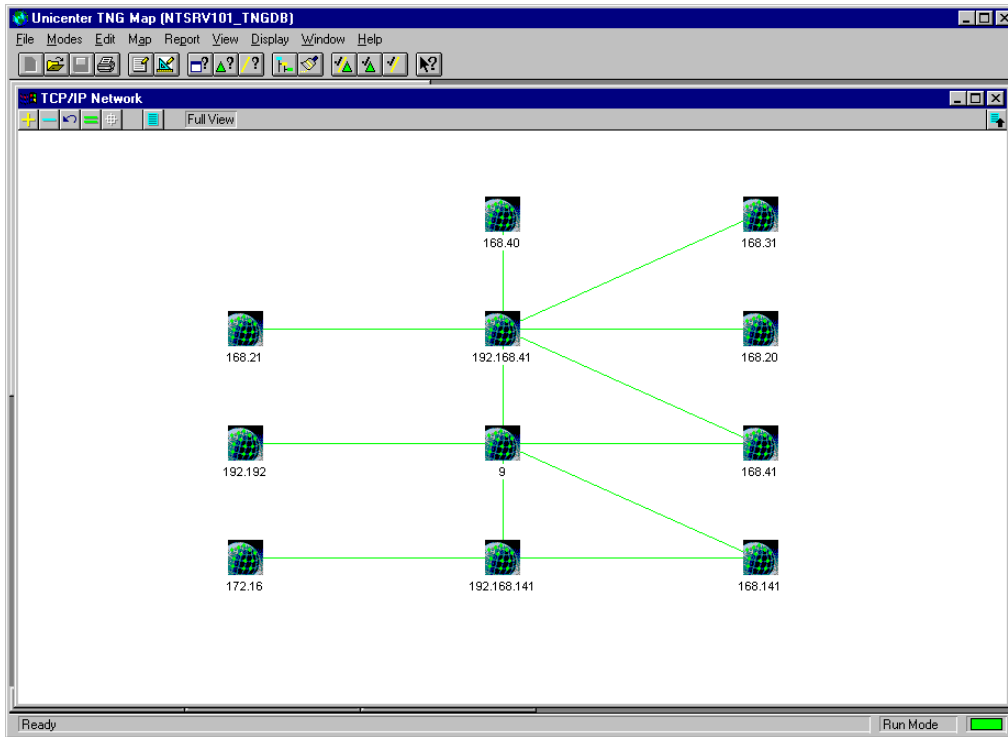 Unicenter TNG Map (NTSRV101_TNGDB)
File Modes Edit Map Report View Display Window Help
TCP/IP Network
Full View
168.40
168.31
168.21
192.168.41
168.20
192.192
9
168.41
172.16
192.168.141
168.141
Ready
Run Mode